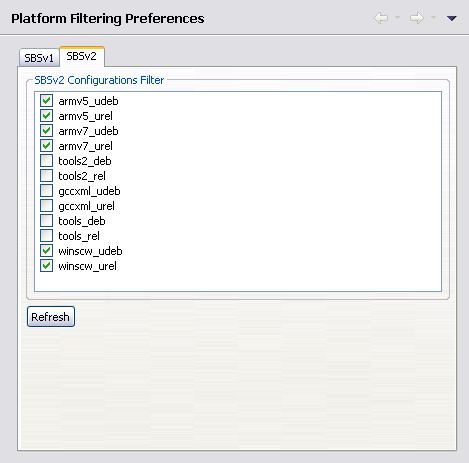 Platform Filtering Preferences
SBSv1 SBSv2
SBSv2 Configurations Filter
armv5_udeb
armv5_urel
armv7_udeb
armv7_urel
tools2_deb
tools2_rel
gccxml_udeb
gccxml_urel
tools_deb
tools_rel
winscw_udeb
winscw_urel
Refresh